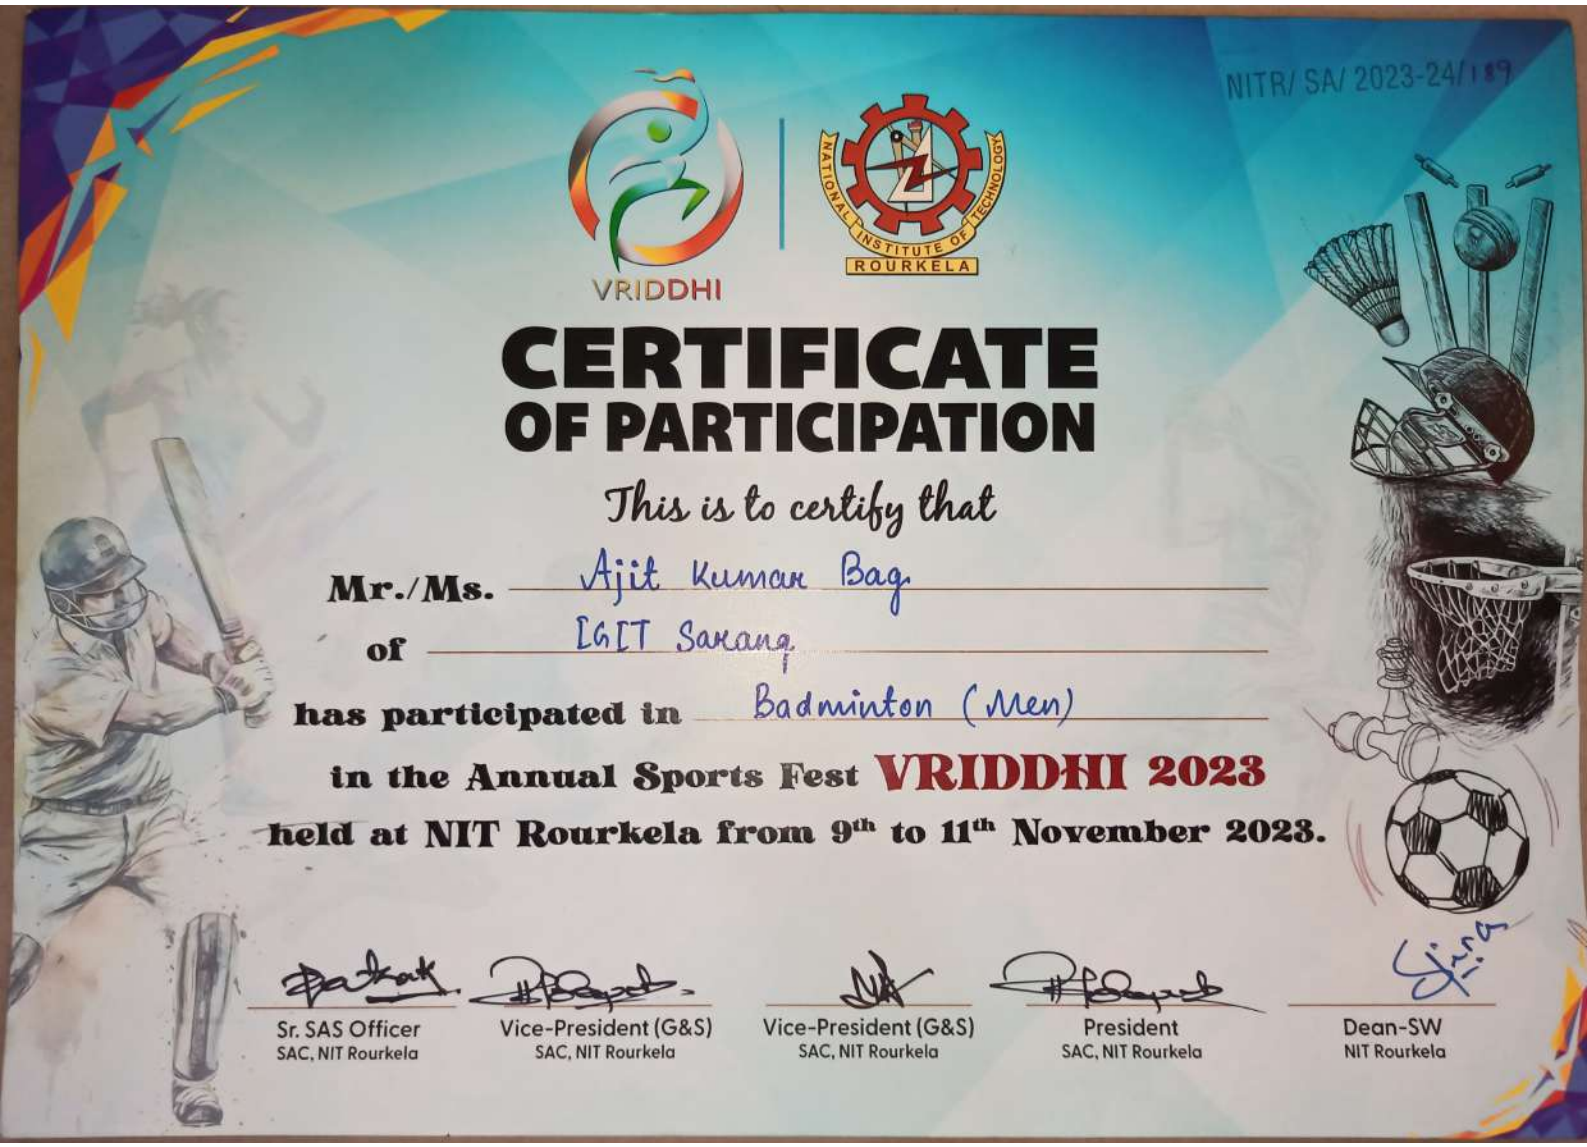 NITR/ SA/ 2023-24/189
VRIDDHI
NATIONAL INSTITUTE OF TECHNOLOGY
ROURKELA
CERTIFICATE
OF PARTICIPATION
This is to certify that
Mr./Ms. Ajit Kumar Bag
of IGIT Sarang
has participated in Badminton (Men)
in the Annual Sports Fest VRIDDHI 2023
held at NIT Rourkela from 9th to 11th November 2023.
Sr. SAS Officer
SAC, NIT Rourkela
Vice-President (G&S)
SAC, NIT Rourkela
Vice-President (G&S)
SAC, NIT Rourkela
President
SAC, NIT Rourkela
Dean-SW
NIT Rourkela